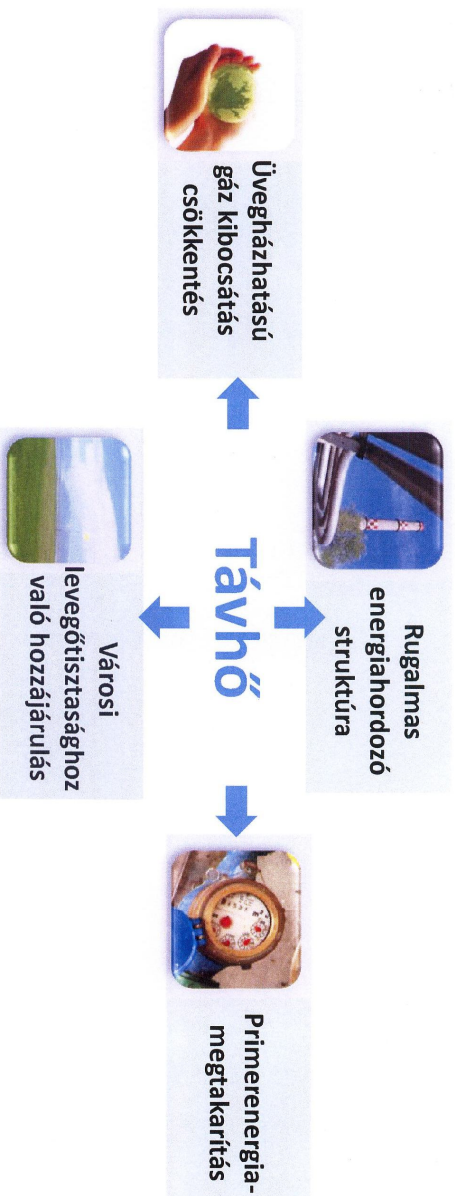 Rugalmas
energiahordozó
struktúra
Üvegházhatású
gáz kibocsátás
csökkentés
Távhő
Primerenergia-
megtakarítás
Városi
levegőtisztasághoz
való hozzájárulás